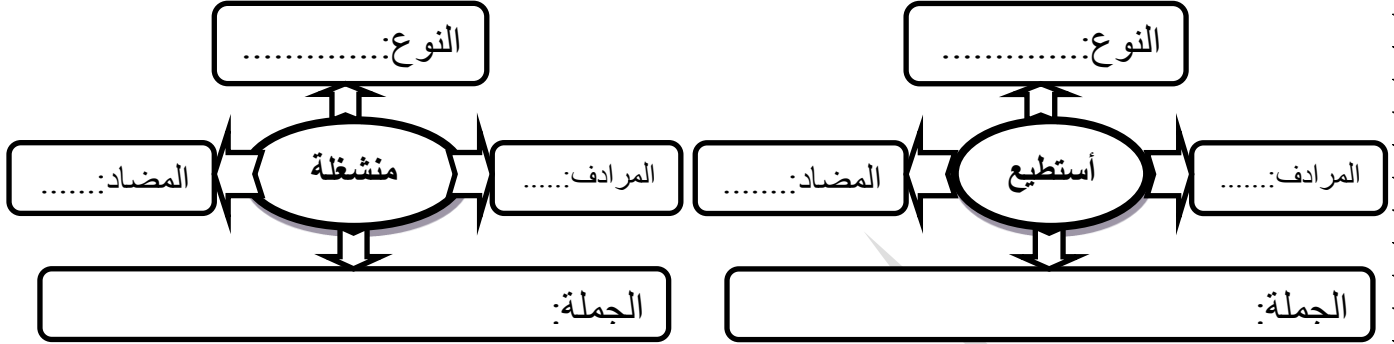 النوع:..............
النوع:.............
المرادف:......
أستطيع
المضاد:.......
المرادف:.....
منشغلة
المضاد:......
الجملة:
الجملة: